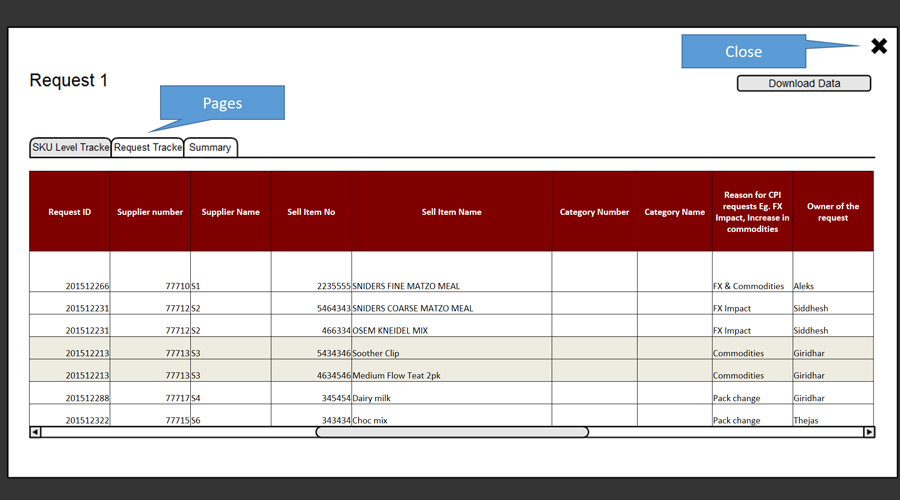 Close
Request 1
Download Data
Pages
SKU Level Tracke
Request Tracke
Summary
Request ID Supplier number Supplier Name Sell Item No Sell Item Name Category Number Category Name Reason for CPI requests Eg. FX Impact, Increase in commodities Owner of the request
201512266 77710 S1 2235555 SNIDERS FINE MATZO MEAL FX & Commodities Aleks
201512231 77712 S2 5464343 SNIDERS COARSE MATZO MEAL FX Impact Siddhesh
201512231 77712 S2 466334 OSEM KNEIDEL MIX FX Impact Siddhesh
201512213 77713 S3 5434346 Soother Clip Commodities Giridhar
201512213 77713 S3 4634546 Medium Flow Teat 2pk Commodities Giridhar
201512288 77717 S4 345454 Dairy milk Pack change Giridhar
201512322 77715 S6 343434 Choc mix Pack change Thejas